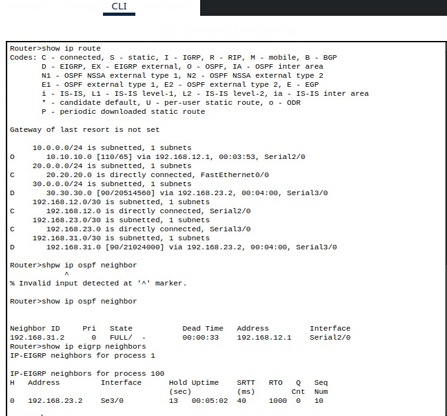 CLI
Router>show ip route
Codes: C - connected, S - static, I - IGRP, R - RIP, M - mobile, B - BGP
D - EIGRP, EX - EIGRP external, O - OSPF, IA - OSPF inter area
N1 - OSPF NSSA external type 1, N2 - OSPF NSSA external type 2
E1 - OSPF external type 1, E2 - OSPF external type 2, E - EGP
i - IS-IS, L1 - IS-IS level-1, L2 - IS-IS level-2, ia - IS-IS inter area
* - candidate default, U - per-user static route, o - ODR
P - periodic downloaded static route
Gateway of last resort is not set
10.0.0.0/24 is subnetted, 1 subnets
O 10.10.10.0 [110/65] via 192.168.12.1, 00:03:53, Serial2/0
20.0.0.0/24 is subnetted, 1 subnets
C 20.20.20.0 is directly connected, FastEthernet0/0
30.0.0.0/24 is subnetted, 1 subnets
D 30.30.30.0 [90/20514560] via 192.168.23.2, 00:04:00, Serial3/0
192.168.12.0/30 is subnetted, 1 subnets
C 192.168.12.0 is directly connected, Serial2/0
192.168.23.0/30 is subnetted, 1 subnets
C 192.168.23.0 is directly connected, Serial3/0
192.168.31.0/30 is subnetted, 1 subnets
D 192.168.31.0 [90/21024000] via 192.168.23.2, 00:04:00, Serial3/0
Router>shpw ip ospf neighbor
^
% Invalid input detected at '^' marker.
Router>show ip ospf neighbor
Neighbor ID Pri State Dead Time Address Interface
192.168.31.2 0 FULL/ - 00:00:33 192.168.12.1 Serial2/0
Router>show ip eigrp neighbors
IP-EIGRP neighbors for process 1
IP-EIGRP neighbors for process 100
H Address Interface Hold Uptime SRTT RTO Q Seq
(sec) (ms) Cnt Num
0 192.168.23.2 Se3/0 13 00:05:02 40 1000 0 10